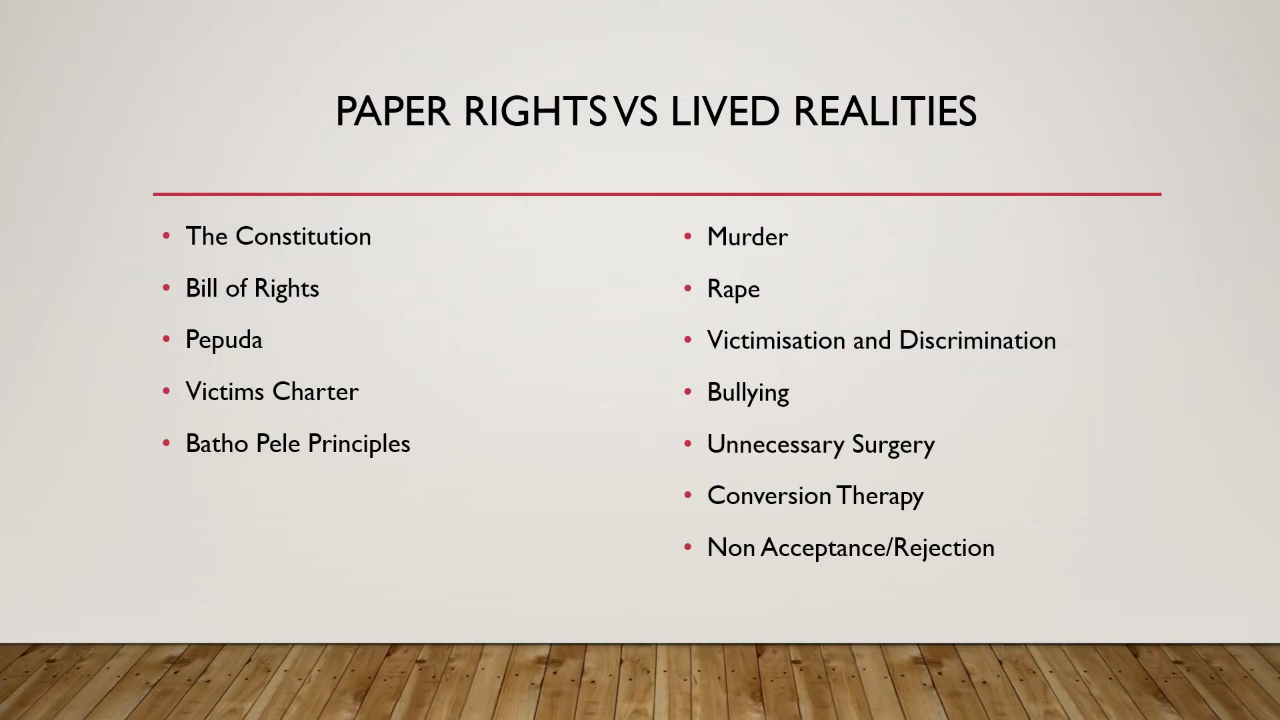 PAPER RIGHTS VS LIVED REALITIES
The Constitution
Bill of Rights
Pepuda
Victims Charter
Batho Pele Principles
Murder
Rape
Victimisation and Discrimination
Bullying
Unnecessary Surgery
Conversion Therapy
Non Acceptance/Rejection